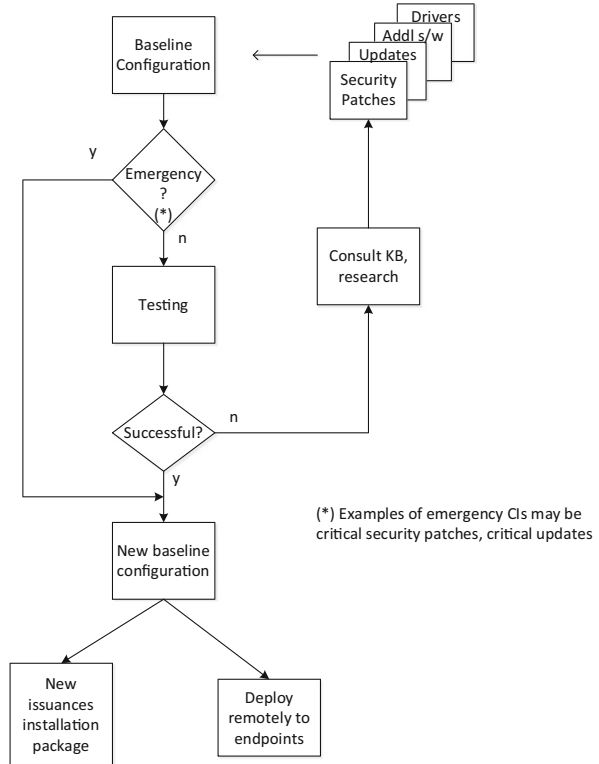 Drivers
Addl s/w
Updates
Security
Patches
Baseline
Configuration
y
Emergency
?
(*)
n
Consult KB,
research
Testing
Successful?
n
y
(*) Examples of emergency CIs may be
critical security patches, critical updates
New baseline
configuration
New
issuances
installation
package
Deploy
remotely to
endpoints